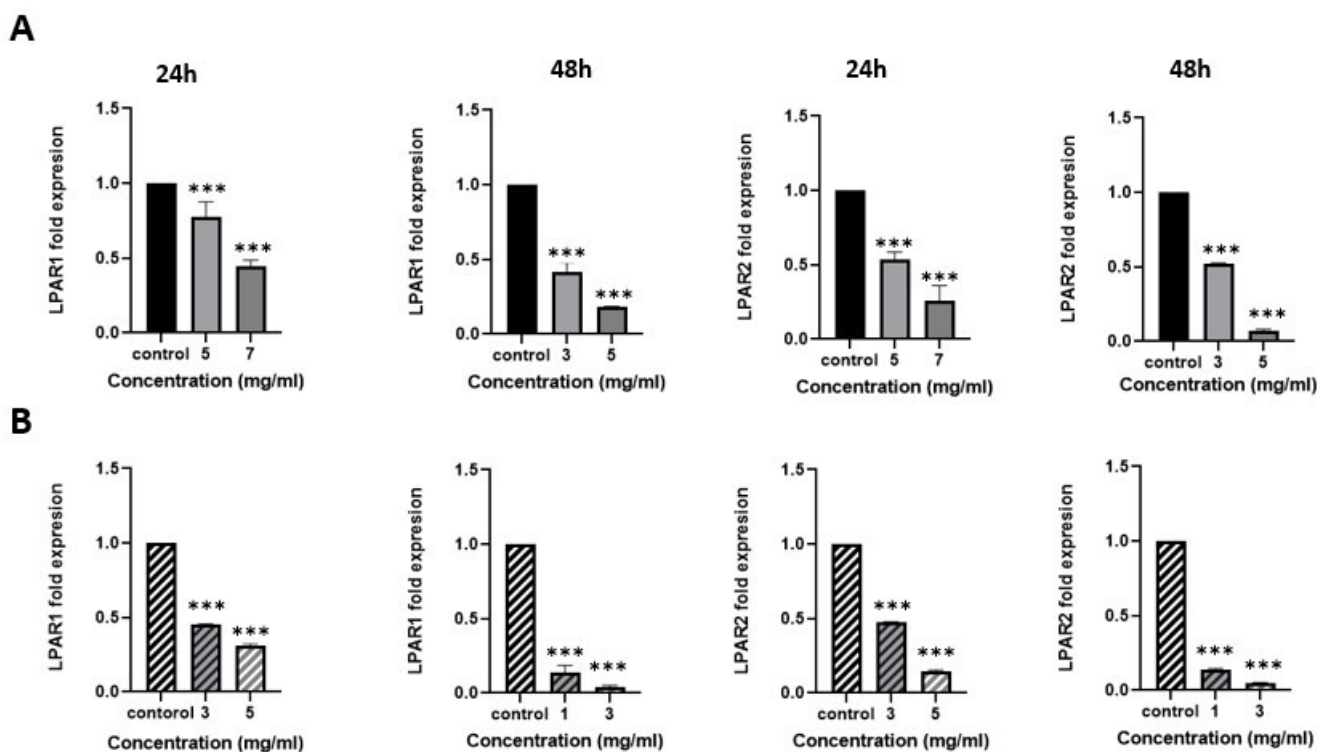 A
24h
48h
24h
48h
LPAR1 fold expresion
1.5
1.0
0.5
0.0
***
***
control 5 7
Concentration (mg/ml)
LPAR1 fold expresion
1.5
1.0
0.5
0.0
***
***
control 3 5
Concentration (mg/ml)
LPAR2 fold expresion
1.5
1.0
0.5
0.0
***
***
control 5 7
Concentration (mg/ml)
LPAR2 fold expresion
1.5
1.0
0.5
0.0
***
***
control 3 5
Concentration (mg/ml)
B
LPAR1 fold expresion
1.5
1.0
0.5
0.0
***
***
contorol 3 5
Concentration (mg/ml)
LPAR1 fold expresion
1.5
1.0
0.5
0.0
***
***
control 1 3
Concentration (mg/ml)
LPAR2 fold expresion
1.5
1.0
0.5
0.0
***
***
control 3 5
Concentration (mg/ml)
LPAR2 fold expresion
1.5
1.0
0.5
0.0
***
***
control 1 3
Concentration (mg/ml)